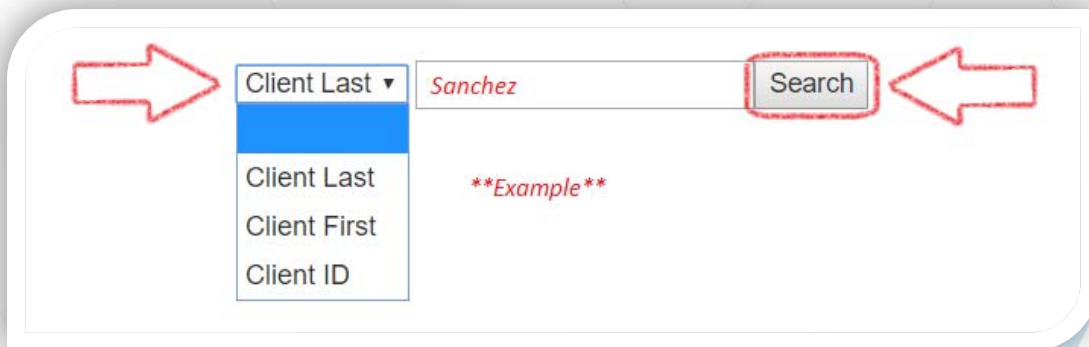 Client Last ▼ Sanchez Search
Client Last
**Example**
Client First
Client ID